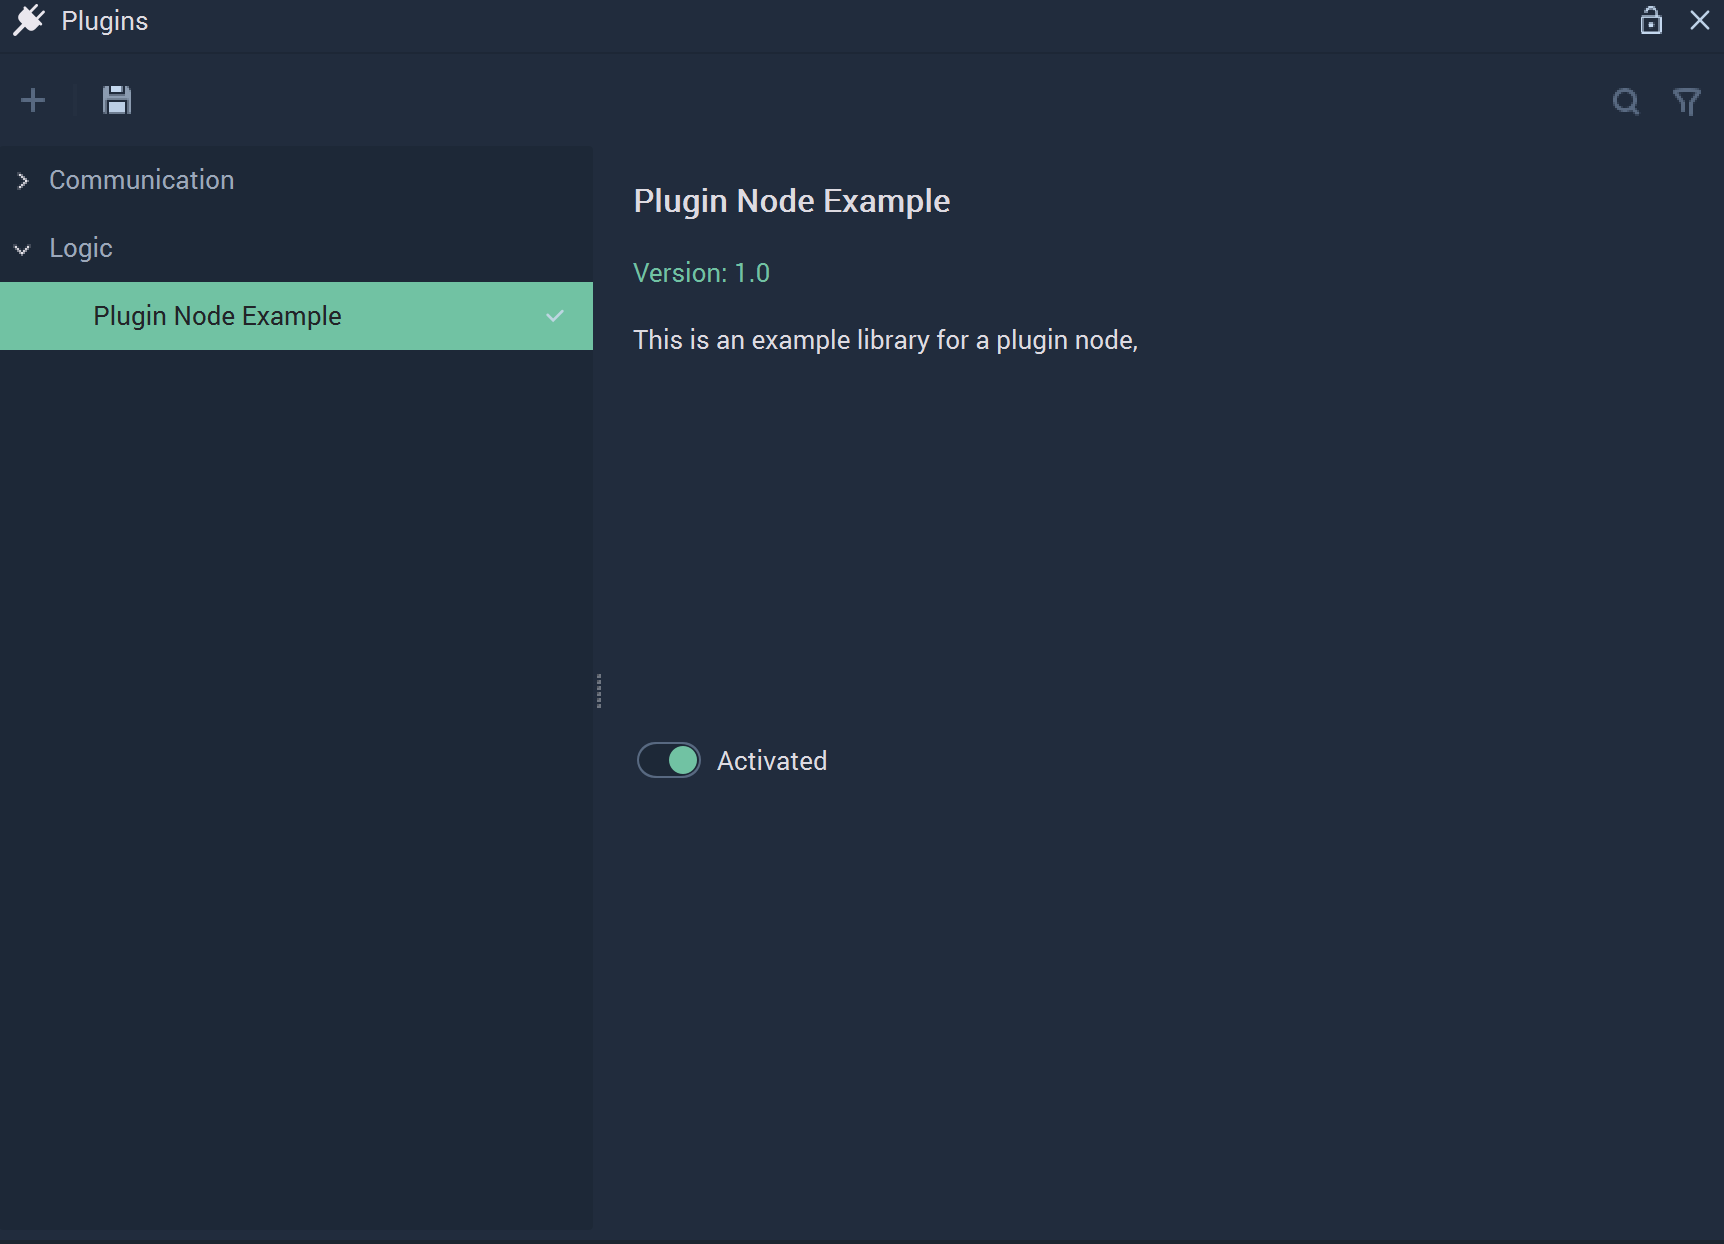 Plugins
Communication
Logic
Plugin Node Example
Plugin Node Example
Version: 1.0
This is an example library for a plugin node,
Activated